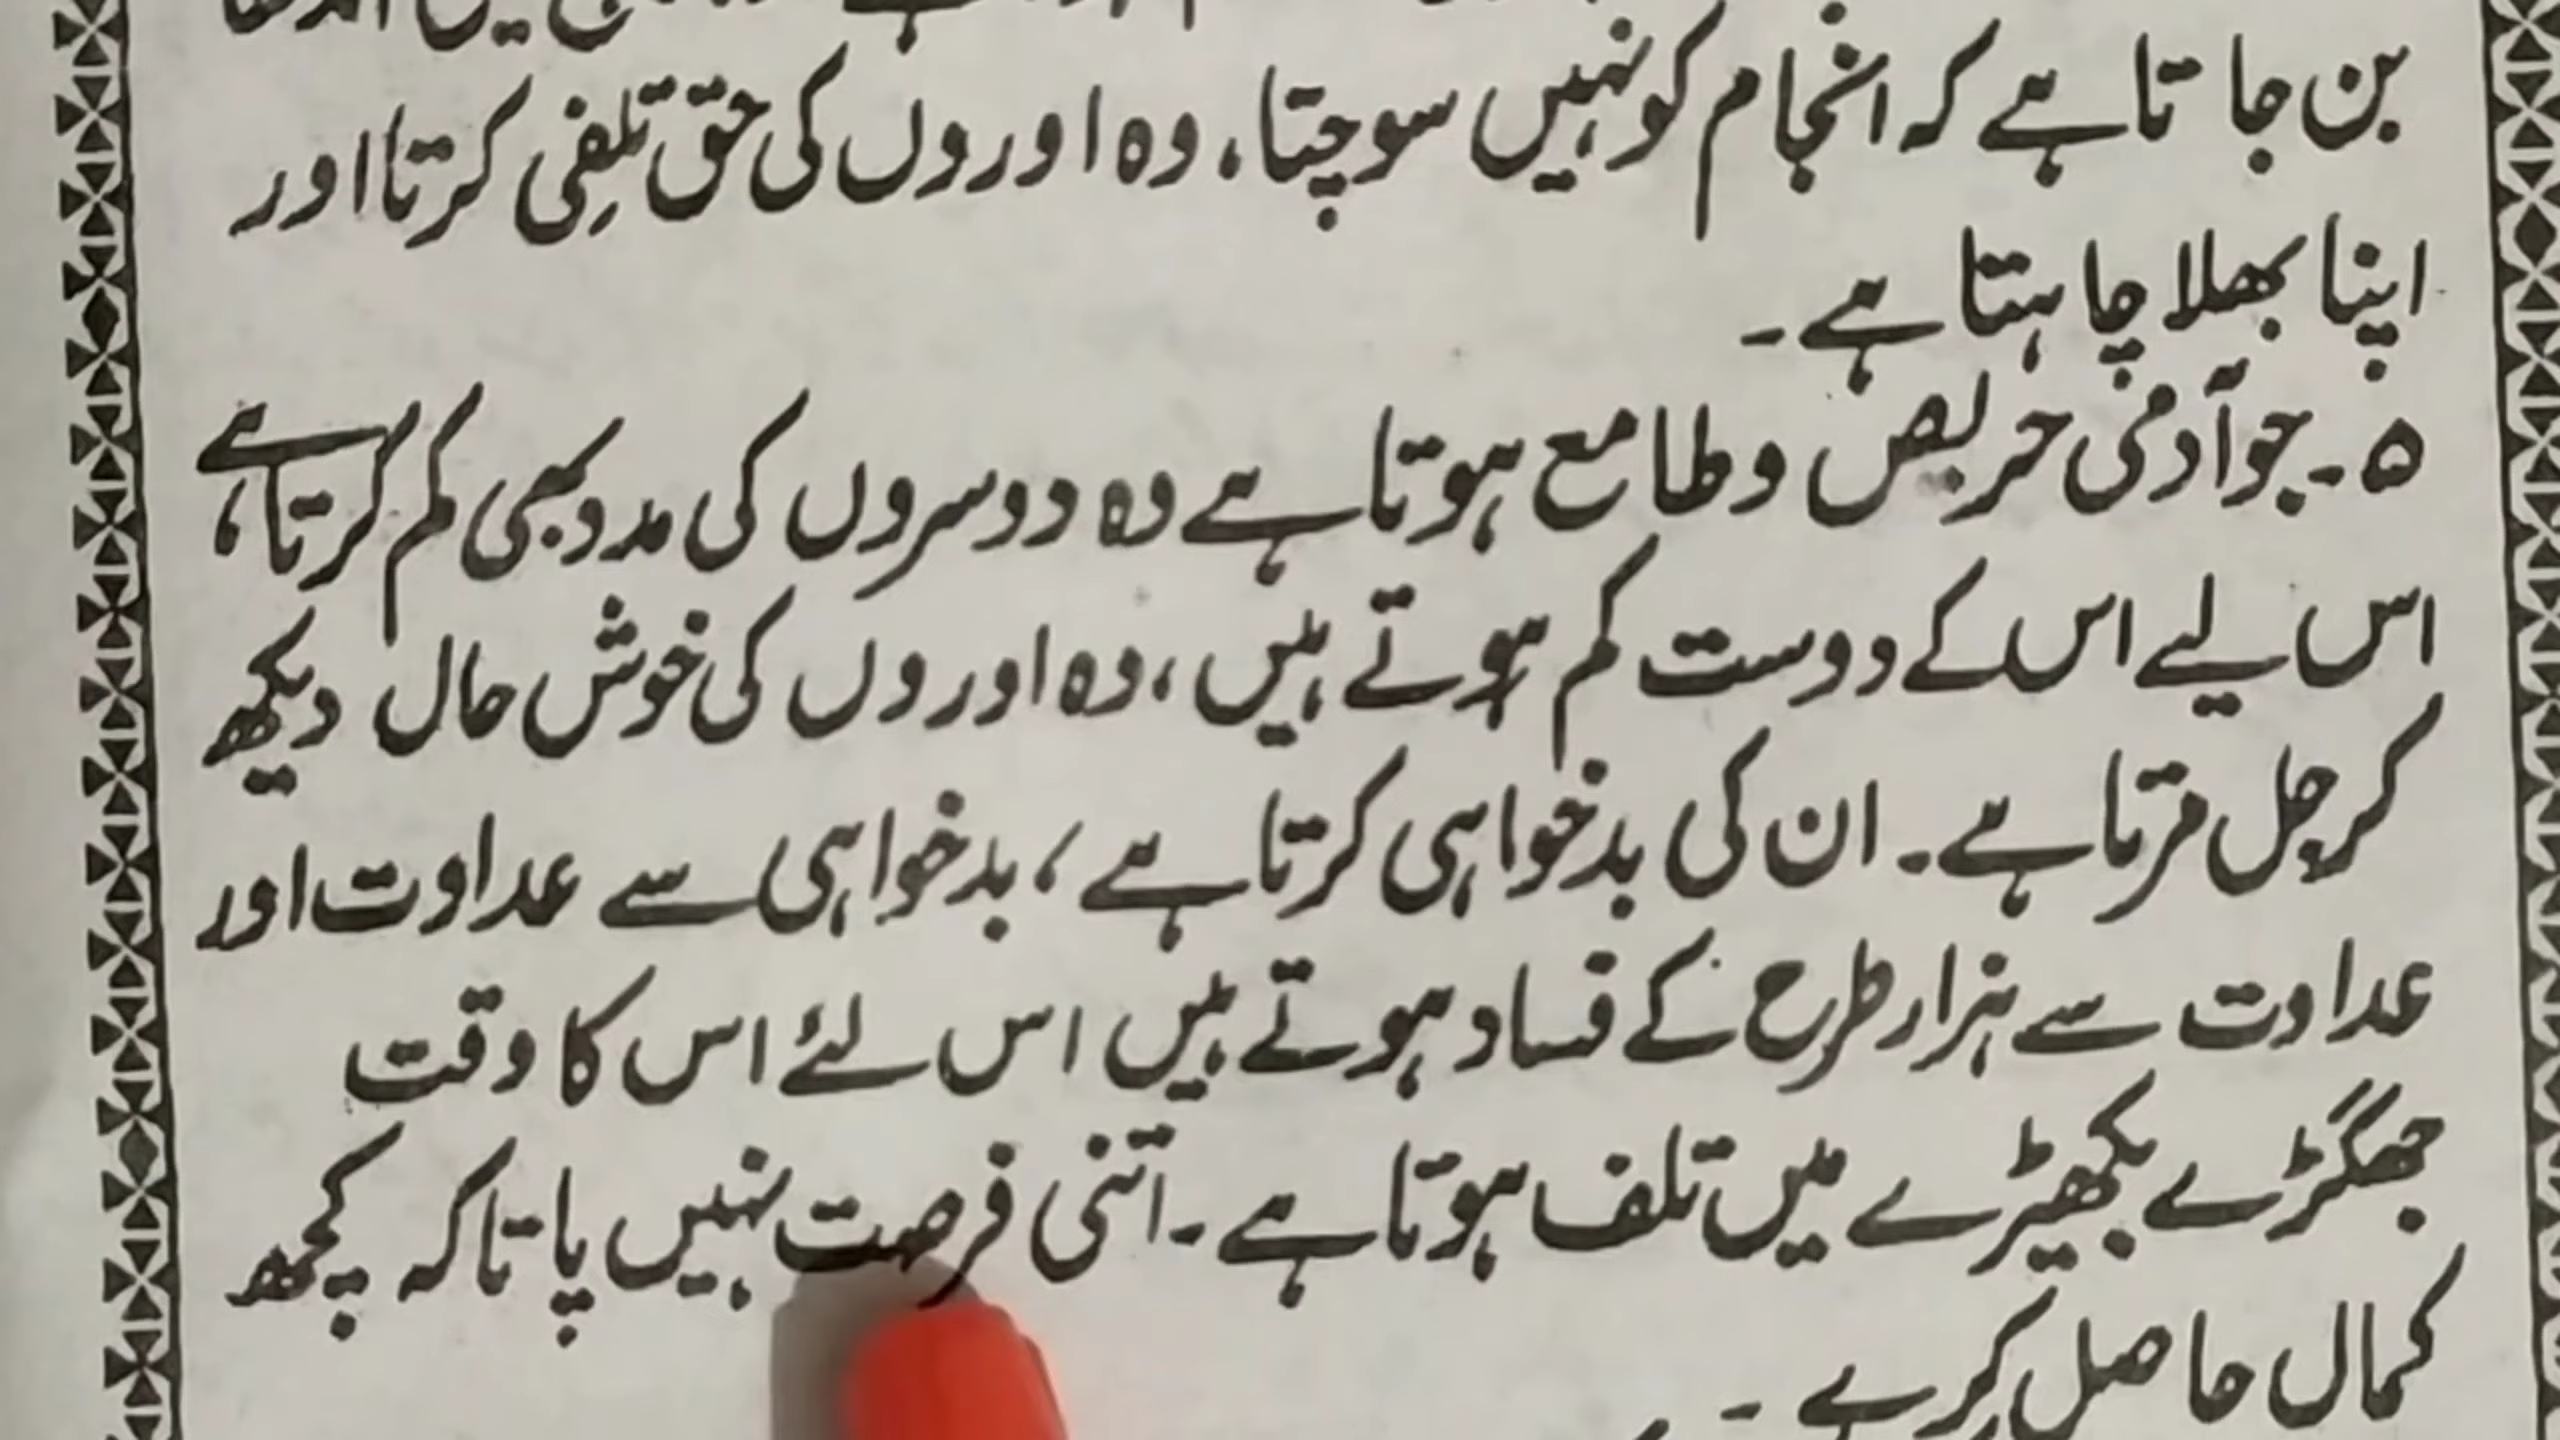 میں اندھا
بن جاتا ہے کہ انجام کو نہیں سوچتا، وہ اوروں کی حق تلفی کرتا اور
اپنا بھلا چاہتا ہے۔
۵۔ جو آدمی حریص و طامع ہوتا ہے وہ دوسروں کی مدد بھی کم کرتا ہے،
اس لیے اس کے دوست کم ہوتے ہیں، وہ اوروں کی خوش حال دیکھ
کر جل مرتا ہے۔ ان کی بدخواہی کرتا ہے، بدخواہی سے عداوت اور
عداوت سے ہزار طرح کے فساد ہوتے ہیں اس لئے اس کا وقت
جھگڑے بکھیڑے میں تلف ہوتا ہے۔ اتنی فرصت نہیں پاتا کہ کچھ
کمال حاصل کرے۔